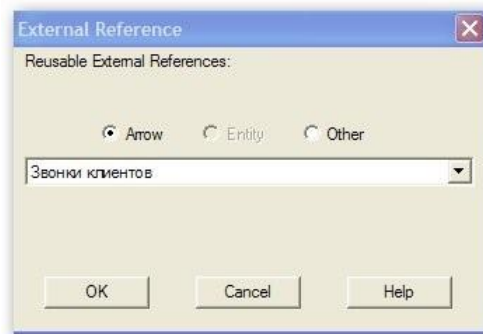 External Reference
Reusable External References:
Arrow Entity Other
Звонки клиентов
OK Cancel Help